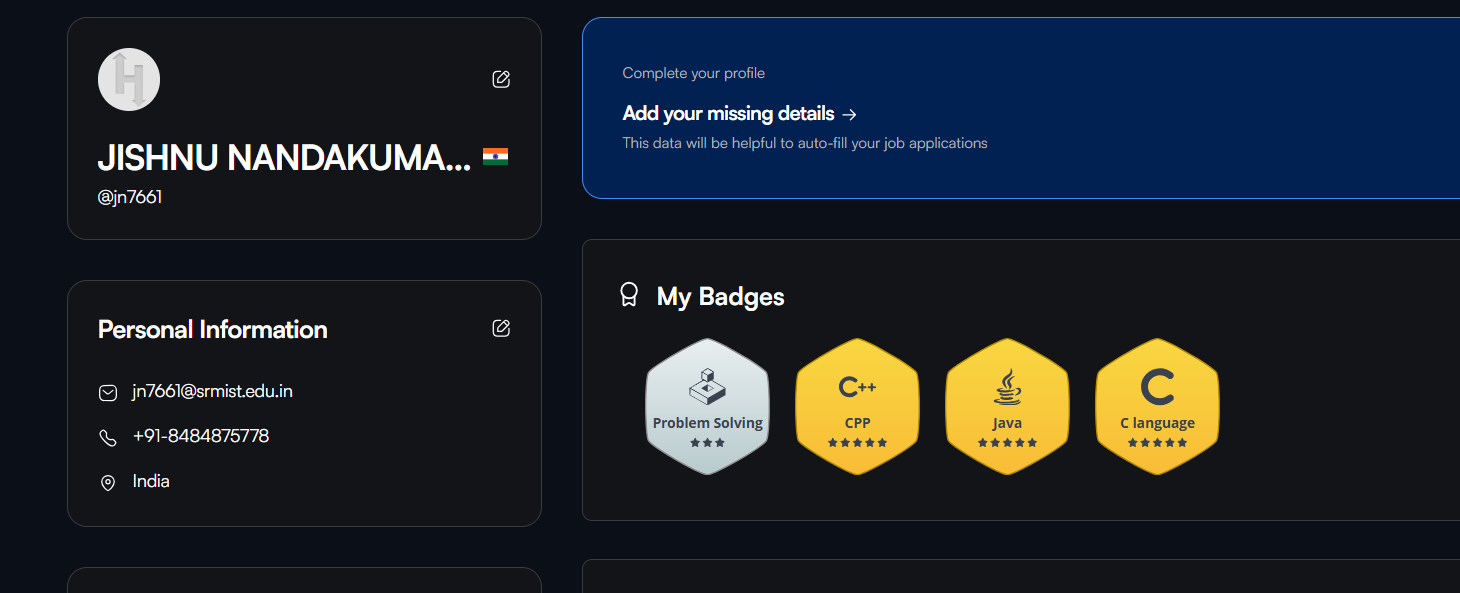 JISHNU NANDAKUMA...
@jn7661
Personal Information
jn7661@srmist.edu.in
+91-8484875778
India
Complete your profile
Add your missing details →
This data will be helpful to auto-fill your job applications
My Badges
Problem Solving
C++
CPP
Java
C
C language